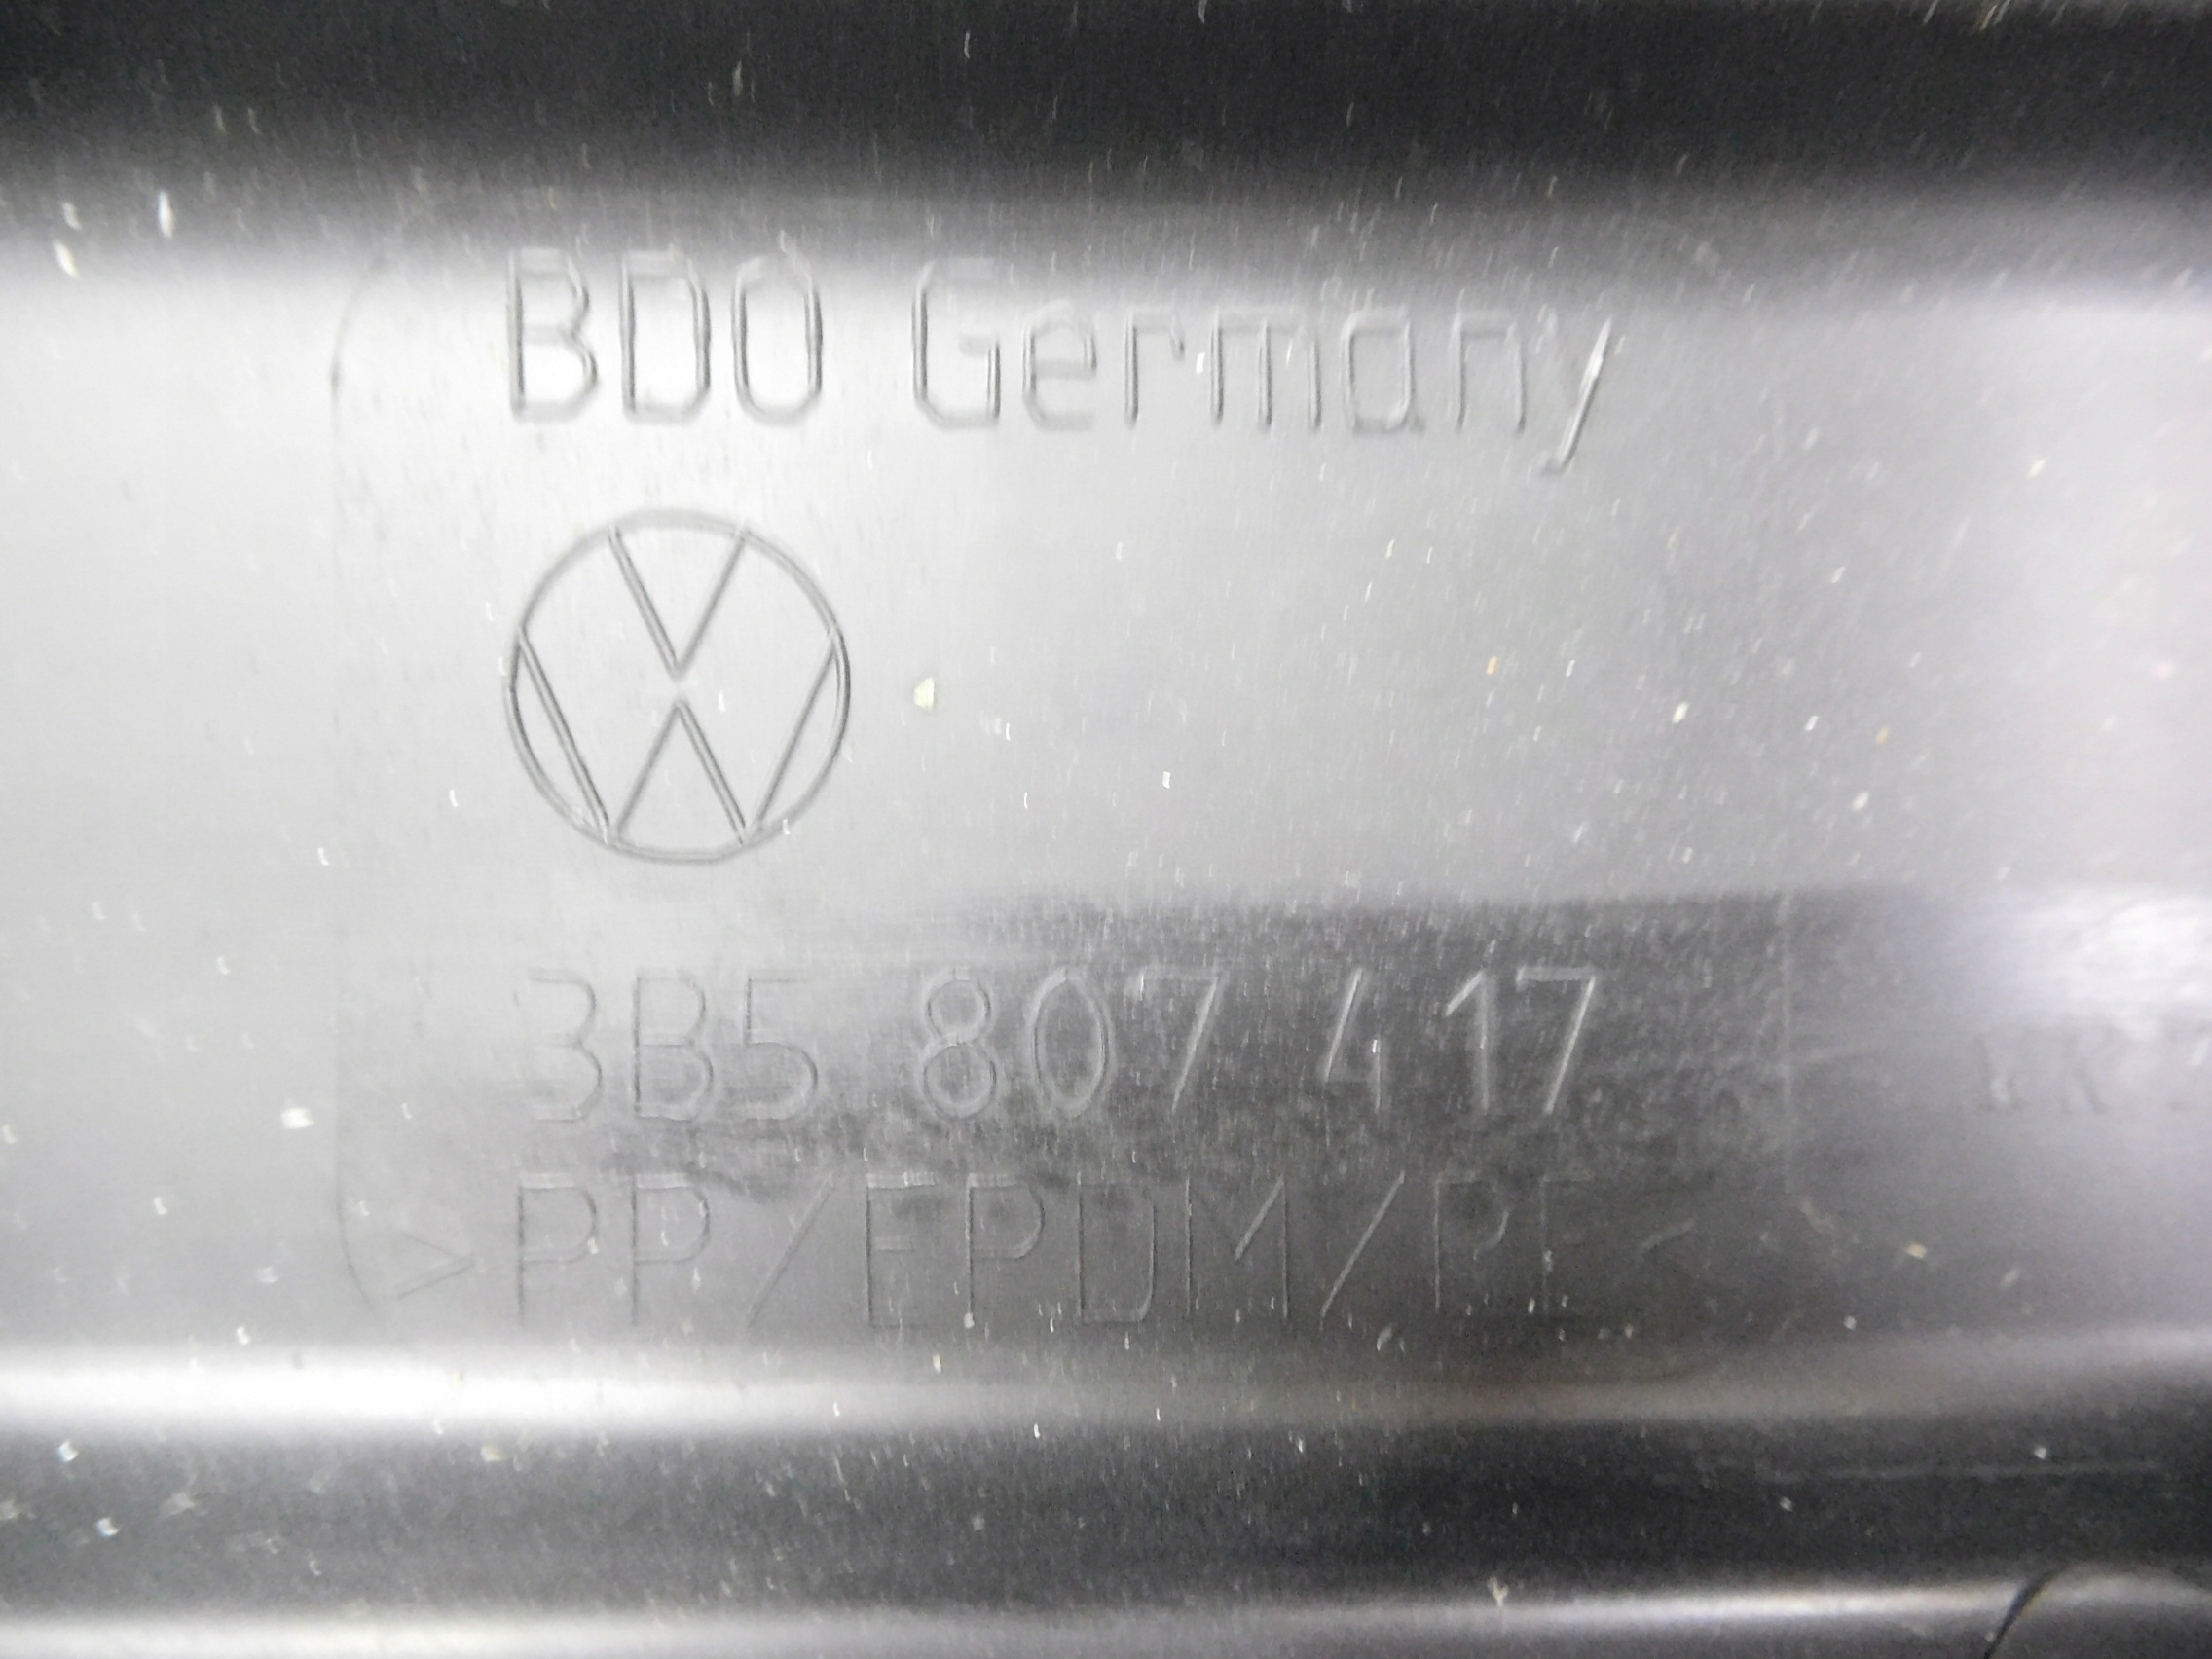 BDO Germany
3B5 807 417
>PP/EPDM/PE<